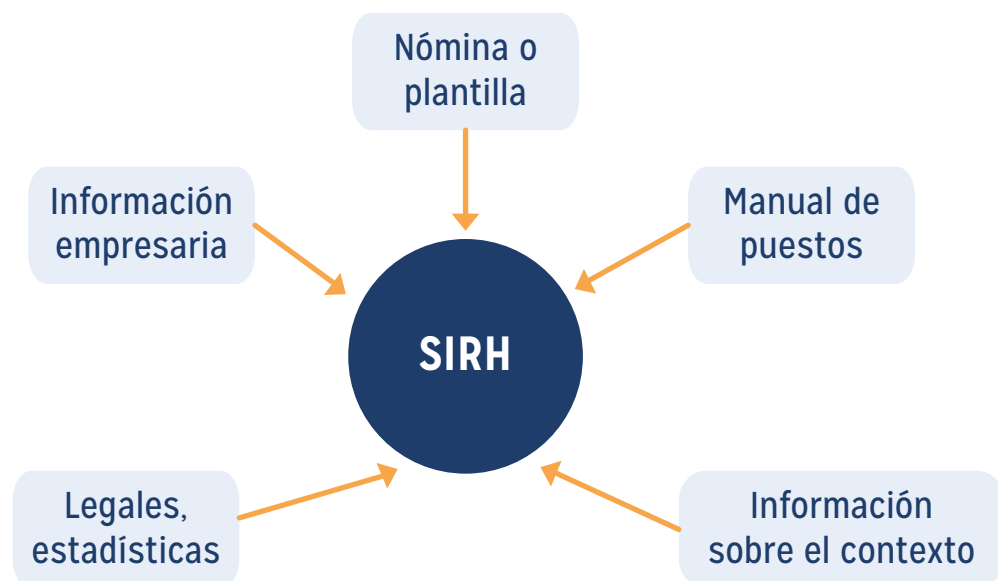 Nómina o
plantilla
Información
empresaria
Manual de
puestos
SIRH
Legales,
estadísticas
Información
sobre el contexto